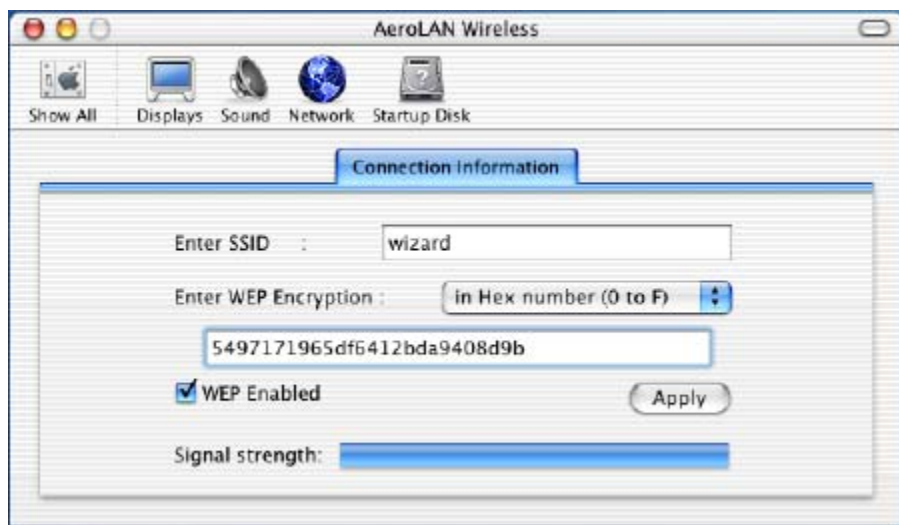 AeroLAN Wireless
Show All Displays Sound Network Startup Disk
Connection Information
Enter SSID : wizard
Enter WEP Encryption : in Hex number (0 to F)
5497171965df6412bda9408d9b
WEP Enabled Apply
Signal strength: